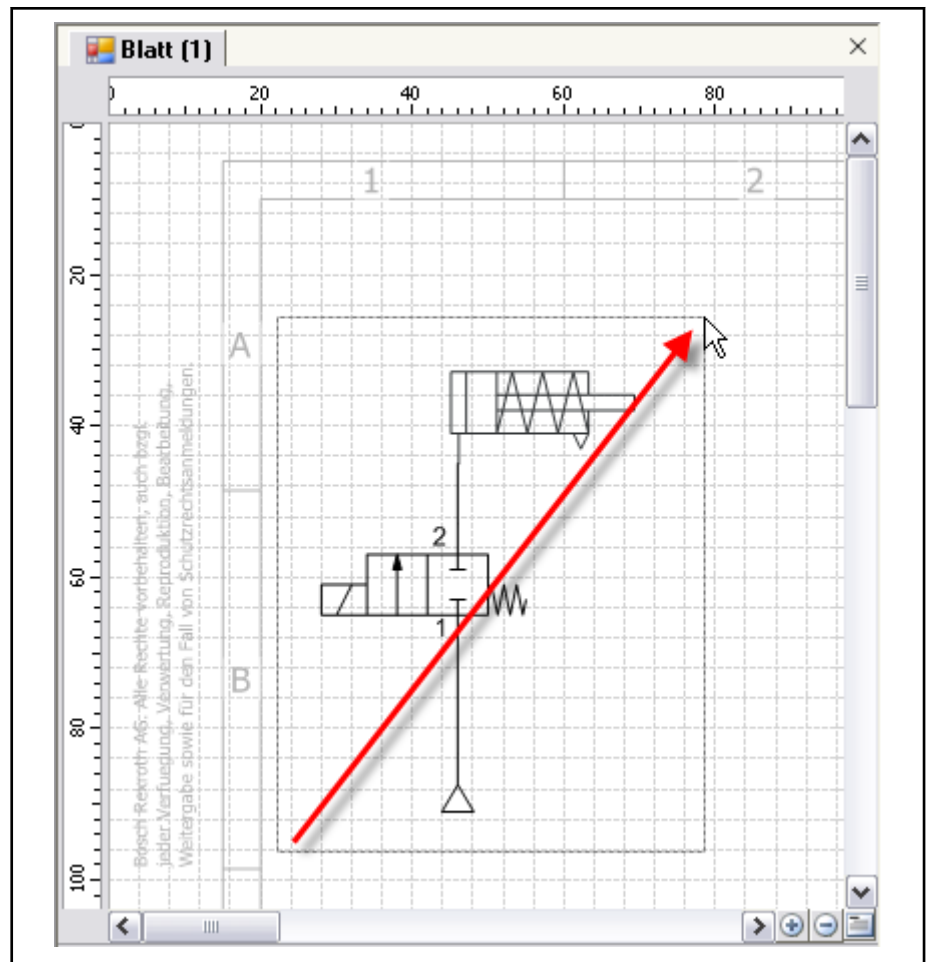 Blatt (1)
0 20 40 60 80
0
20
40
60
80
100
1 2
A
B
2
1
Bosch Rexroth AG. Alle Rechte vorbehalten, auch bzgl.
jeder Verfuegung, Verwertung, Reproduktion, Bearbeitung,
Weitergabe sowie für den Fall von Schutzrechtsanmeldungen.